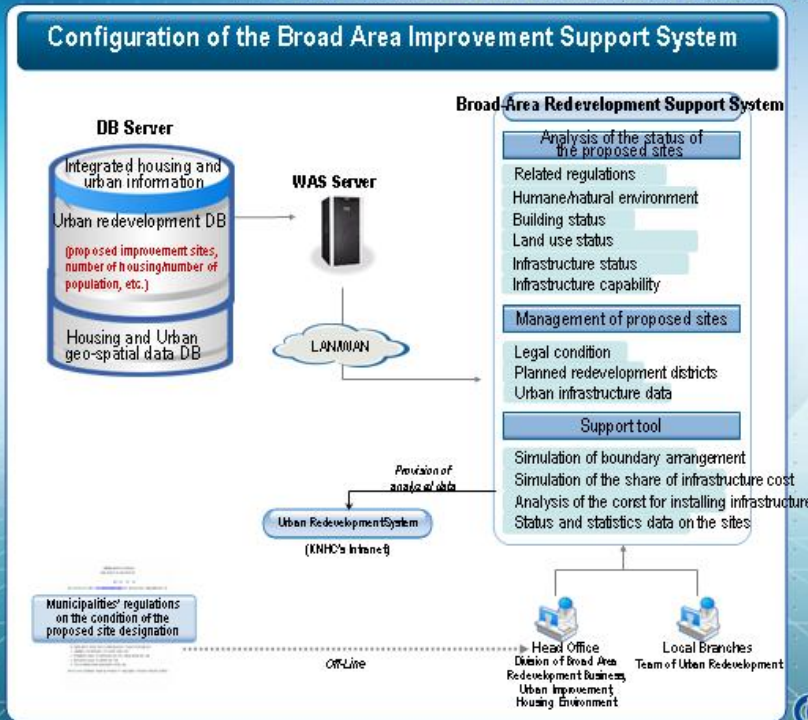 Configuration of the Broad Area Improvement Support System
DB Server
Integrated housing and
urban information
Urban redevelopment DB
(proposed improvement sites,
number of housing/number of
population, etc.)
Housing and Urban
geo-spatial data DB
WAS Server
LAN/WAN
Broad-Area Redevelopment Support System
Analysis of the status of
the proposed sites
Related regulations
Humane/natural environment
Building status
Land use status
Infrastructure status
Infrastructure capability
Management of proposed sites
Legal condition
Planned redevelopment districts
Urban infrastructure data
Support tool
Simulation of boundary arrangement
Simulation of the share of infrastructure cost
Analysis of the const for installing infrastructure
Status and statistics data on the sites
Provision of
analyzed data
Urban RedevelopmentSystem
(KNHC's Intranet)
Municipalities' regulations
on the condition of the
proposed site designation
Off-Line
Head Office
Division of Broad Area
Redevelopment Business,
Urban Improvement,
Housing Environment
Local Branches
Team of Urban Redevelopment